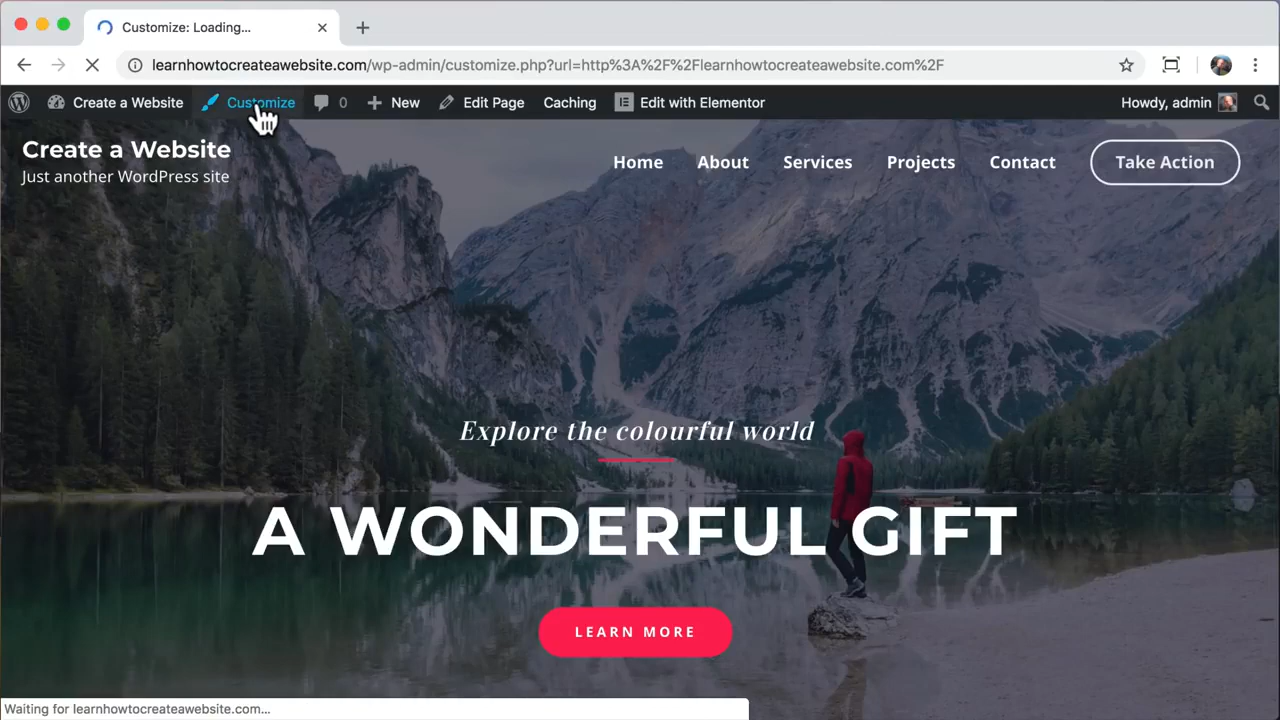 Customize: Loading...
learnhowtocreateawebsite.com/wp-admin/customize.php?url=http%3A%2F%2Flearnhowtocreateawebsite.com%2F
Create a Website Customize 0 New Edit Page Caching Edit with Elementor Howdy, admin
Create a Website
Just another WordPress site
Home About Services Projects Contact Take Action
Explore the colourful world
A WONDERFUL GIFT
LEARN MORE
Waiting for learnhowtocreateawebsite.com...